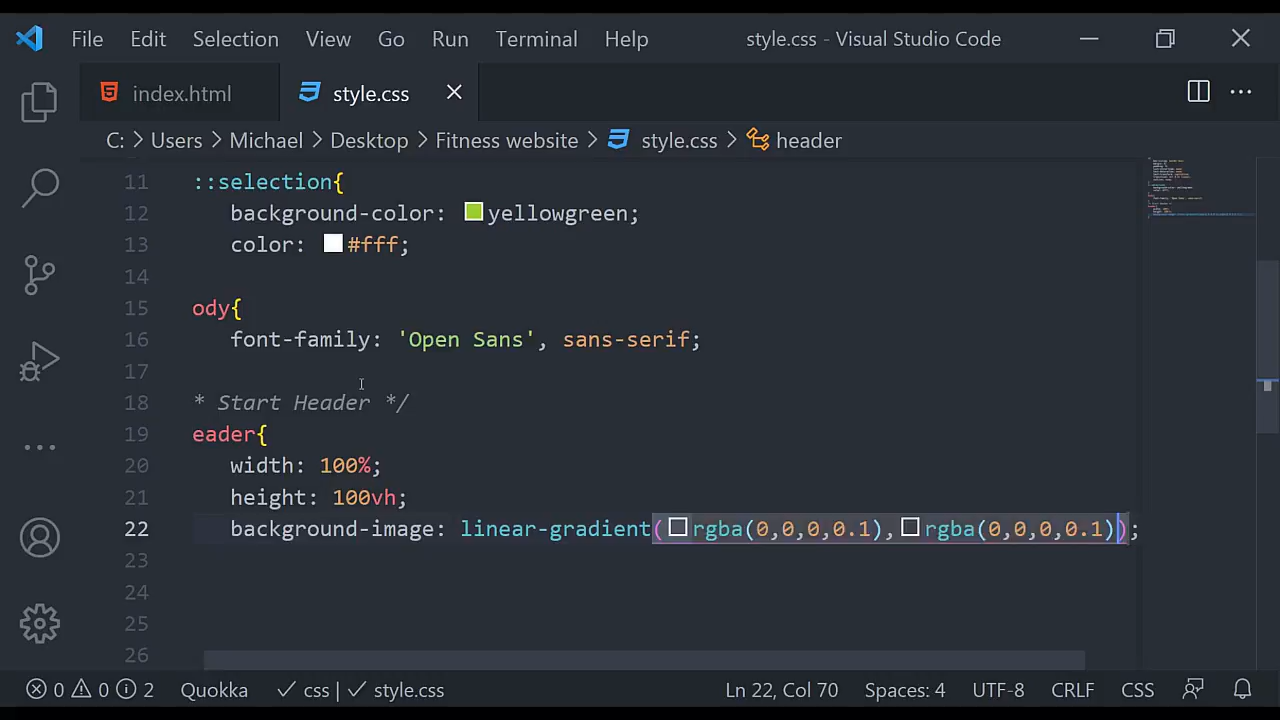 File Edit Selection View Go Run Terminal Help style.css - Visual Studio Code
index.html style.css
C: > Users > Michael > Desktop > Fitness website > style.css > header
11 ::selection{
12 background-color: yellowgreen;
13 color: #fff;
14
15 ody{
16 font-family: 'Open Sans', sans-serif;
17
18 * Start Header */
19 eader{
20 width: 100%;
21 height: 100vh;
22 background-image: linear-gradient(rgba(0,0,0,0.1),rgba(0,0,0,0.1));
23
24
25
26
0 0 2 Quokka css | style.css Ln 22, Col 70 Spaces: 4 UTF-8 CRLF CSS